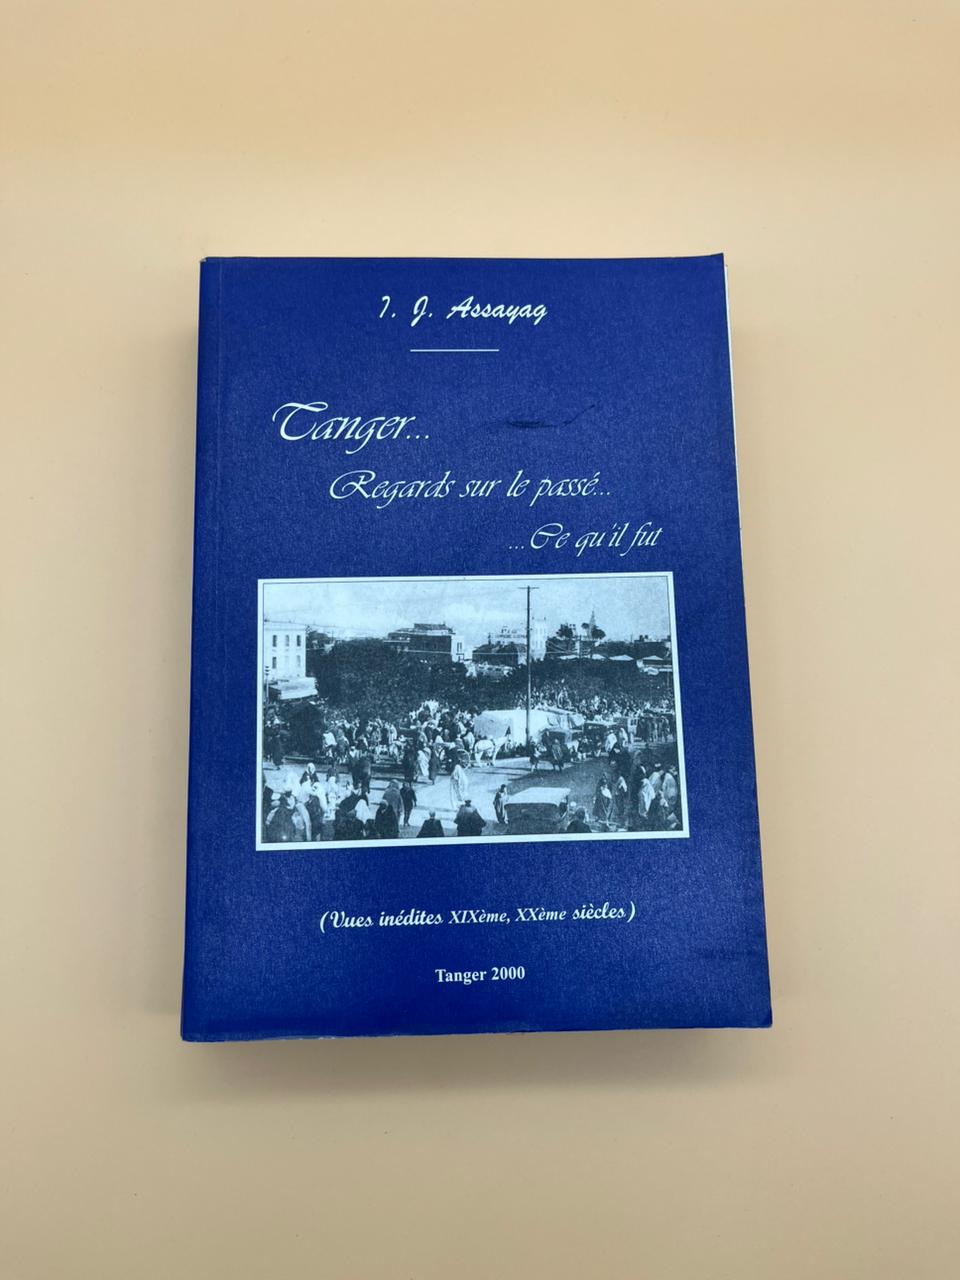 I. J. Assayag
Tanger...
Regards sur le passé...
...Ce qu'il fut
(Vues inédites XIXème, XXème siècles)
Tanger 2000